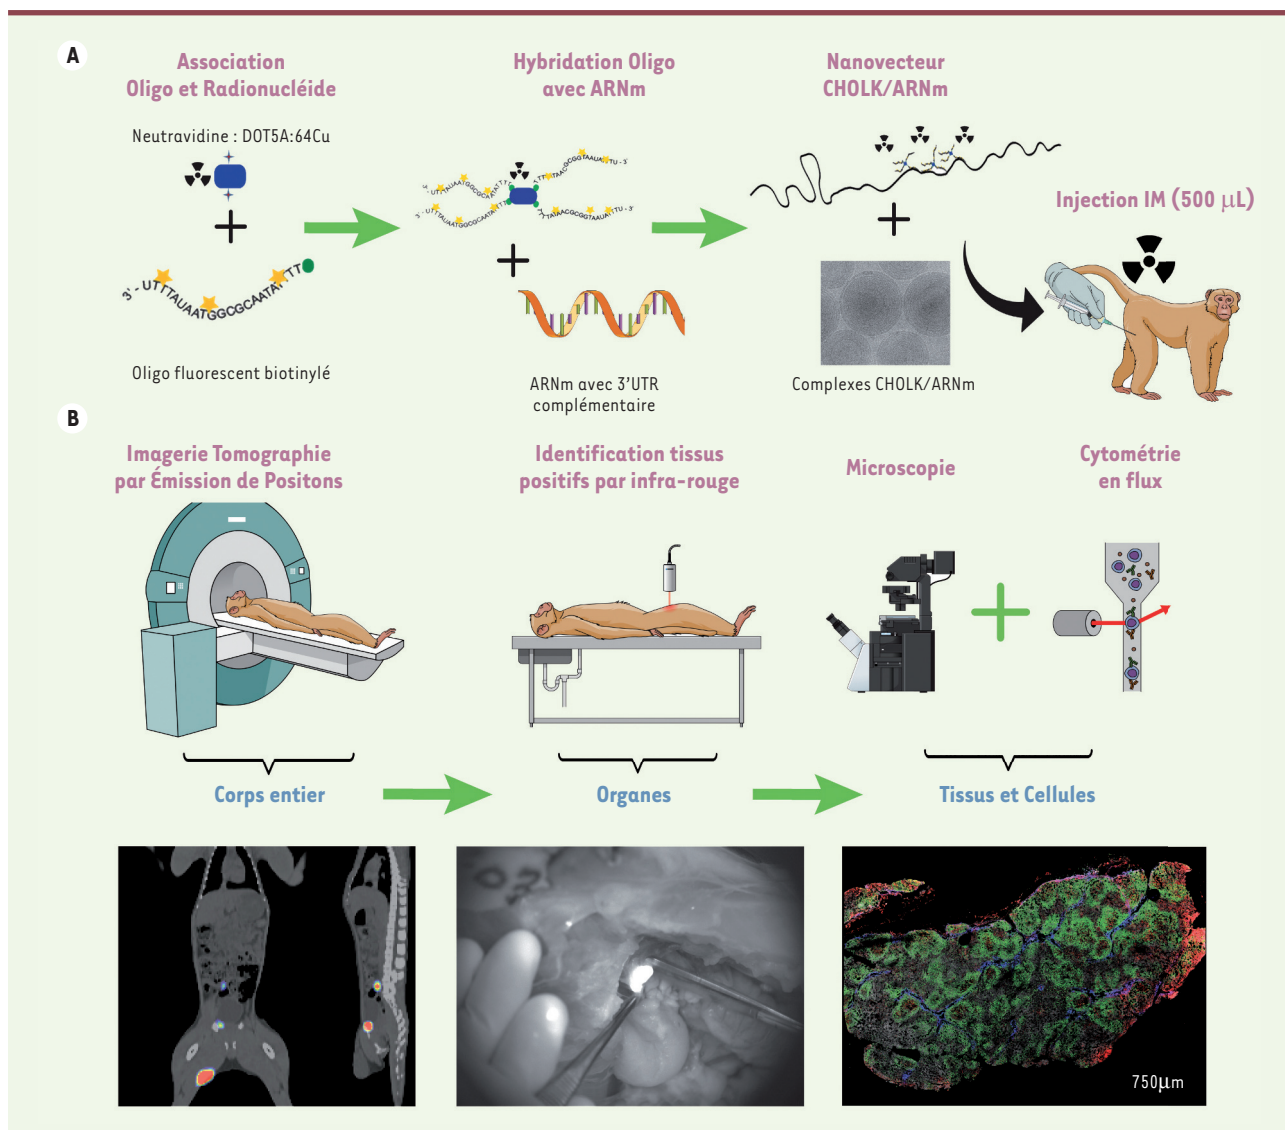 A
Association
Oligo et Radionucléide
Neutravidine : DOT5A:64Cu
3' - UTTTAUAATGGCGCAATATTTT
Oligo fluorescent biotinylé
Hybridation Oligo
avec ARNm
ARNm avec 3'UTR
complémentaire
Nanovecteur
CHOLK/ARNm
Complexes CHOLK/ARNm
Injection IM (500 μL)
B
Imagerie Tomographie
par Émission de Positons
Identification tissus
positifs par infra-rouge
Microscopie
Cytométrie
en flux
Corps entier
Organes
Tissus et Cellules
750μm